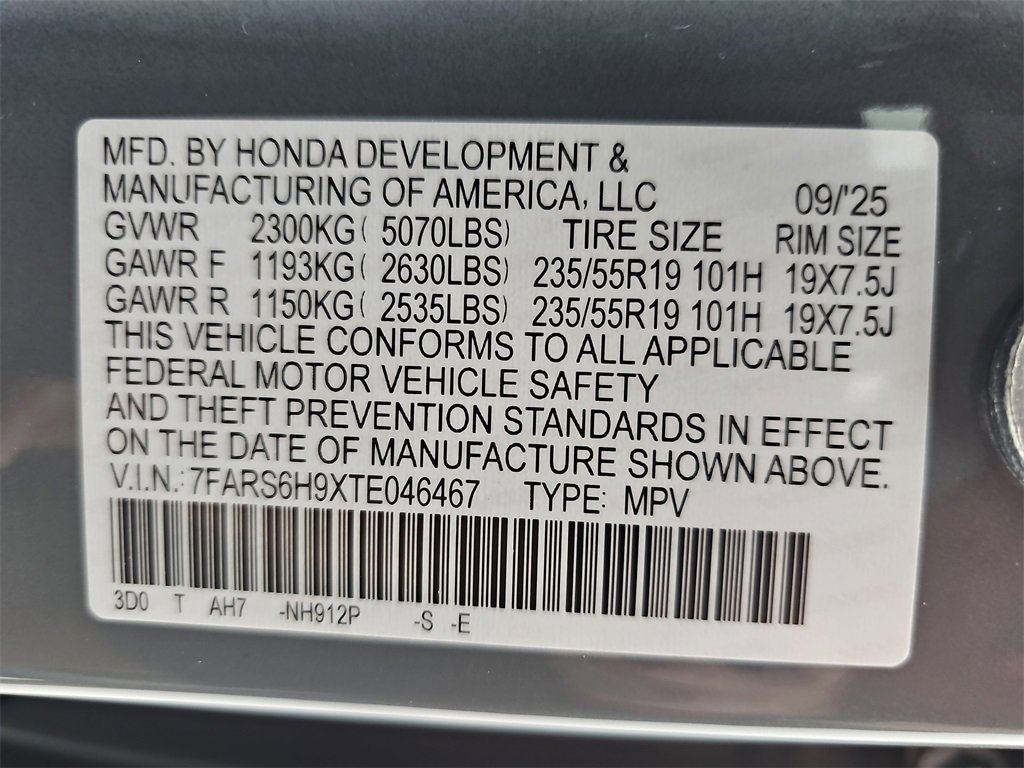 MFD. BY HONDA DEVELOPMENT &
MANUFACTURING OF AMERICA, LLC 09/'25
GVWR 2300KG( 5070LBS) TIRE SIZE RIM SIZE
GAWR F 1193KG( 2630LBS) 235/55R19 101H 19X7.5J
GAWR R 1150KG( 2535LBS) 235/55R19 101H 19X7.5J
THIS VEHICLE CONFORMS TO ALL APPLICABLE
FEDERAL MOTOR VEHICLE SAFETY
AND THEFT PREVENTION STANDARDS IN EFFECT
ON THE DATE OF MANUFACTURE SHOWN ABOVE.
V.I.N.: 7FARS6H9XTE046467 TYPE: MPV
3D0 T AH7 -NH912P -S -E